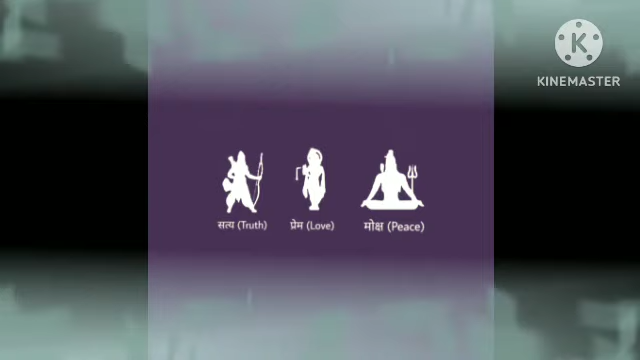 KINEMASTER
सत्य (Truth) प्रेम (Love) मोक्ष (Peace)